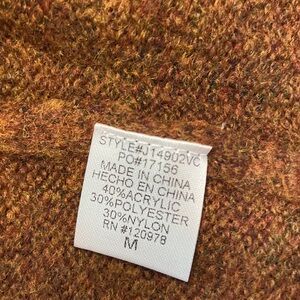 STYLE#JT4902VC
PO#17156
MADE IN CHINA
HECHO EN CHINA
40%ACRYLIC
30%POLYESTER
30%NYLON
RN #120978
M